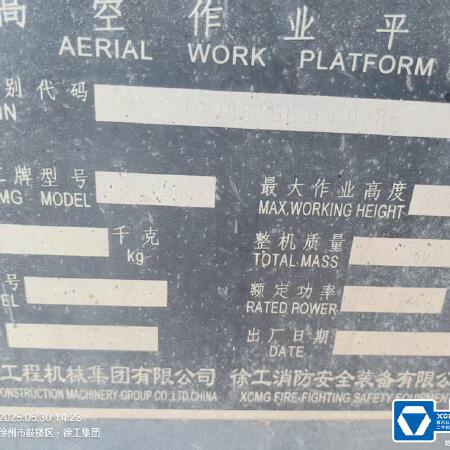 高空作业平
AERIAL WORK PLATFORM
别代码
IN
牌型号
MG MODEL
最大作业高度
MAX.WORKING HEIGHT
千克
kg
整机质量
TOTAL MASS
号
EL
额定功率
RATED POWER
出厂日期
DATE
工程机械集团有限公司
CONSTRUCTION MACHINERY GROUP CO.,LTD.CHINA
徐工消防安全装备有限公
XCMG FIRE-FIGHTING SAFETY EQUIPMENT
2025.05.30 14:23
徐州市鼓楼区·徐工集团
XCM